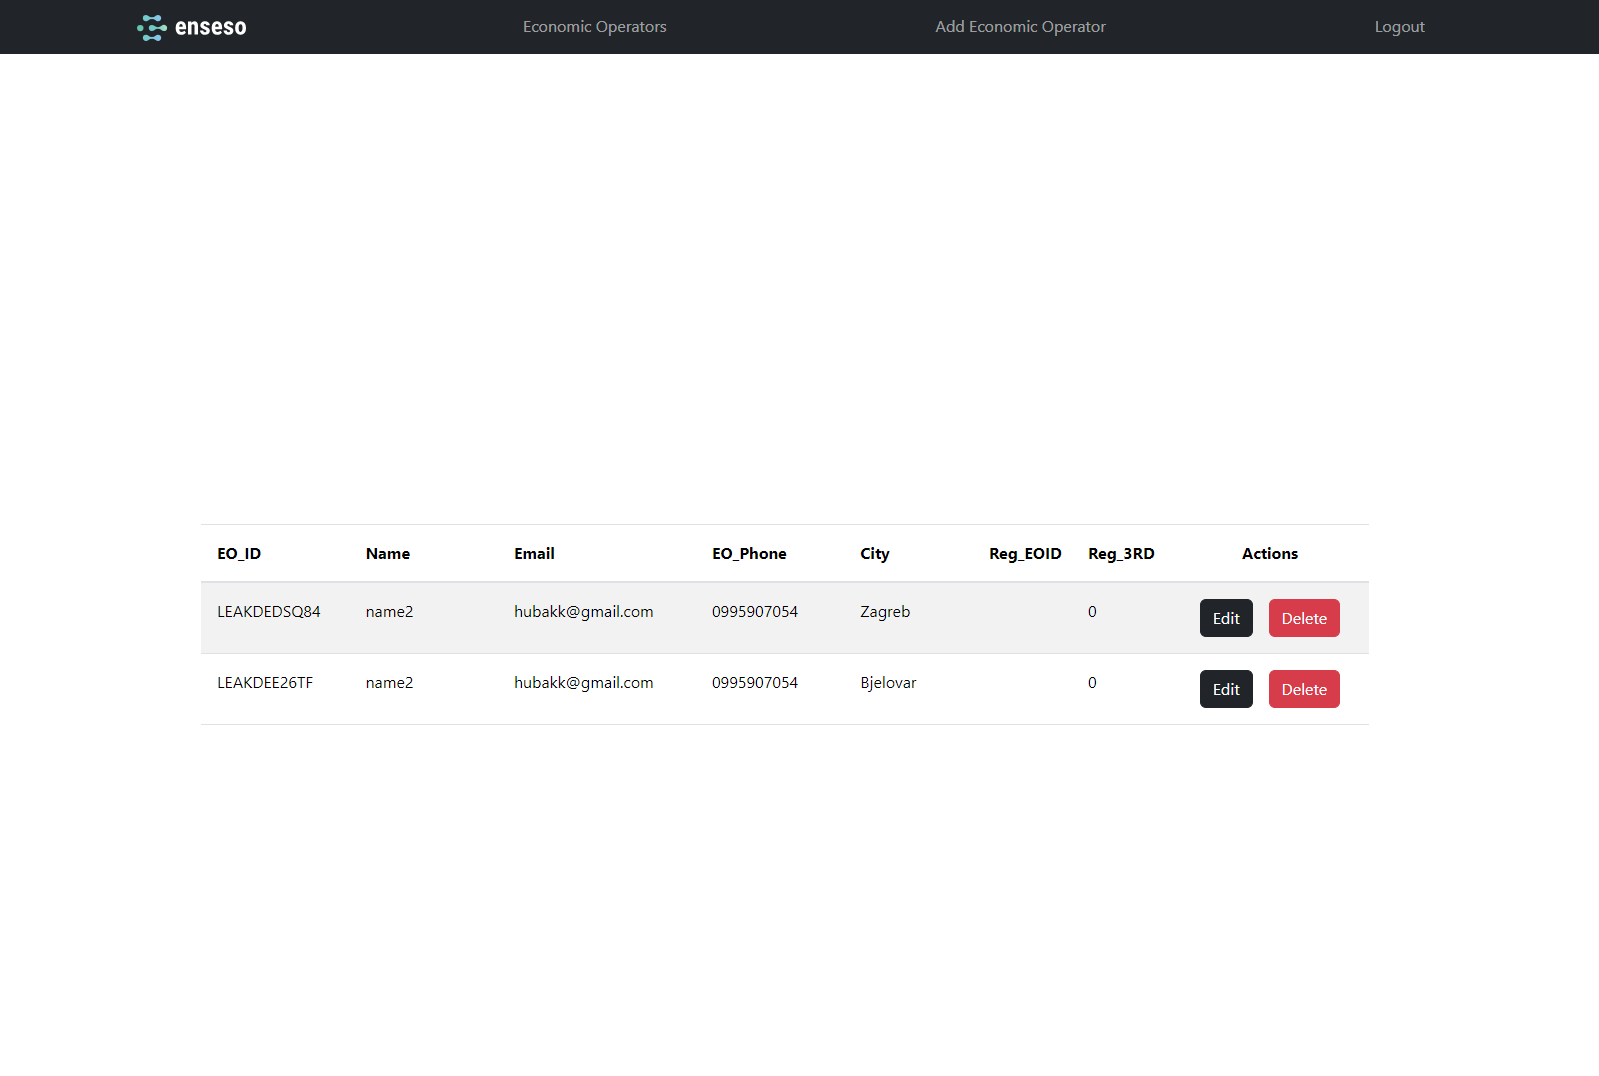 enseso Economic Operators Add Economic Operator Logout
EO_ID Name Email EO_Phone City Reg_EOID Reg_3RD Actions
LEAKDEDSQ84 name2 hubakk@gmail.com 0995907054 Zagreb 0 Edit Delete
LEAKDEE26TF name2 hubakk@gmail.com 0995907054 Bjelovar 0 Edit Delete